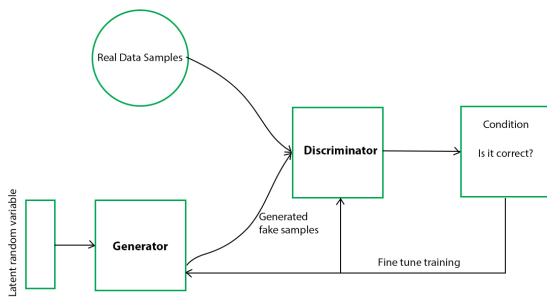 Real Data Samples
Discriminator
Condition
Is it correct?
Latent random variable
Generator
Generated
fake samples
Fine tune training